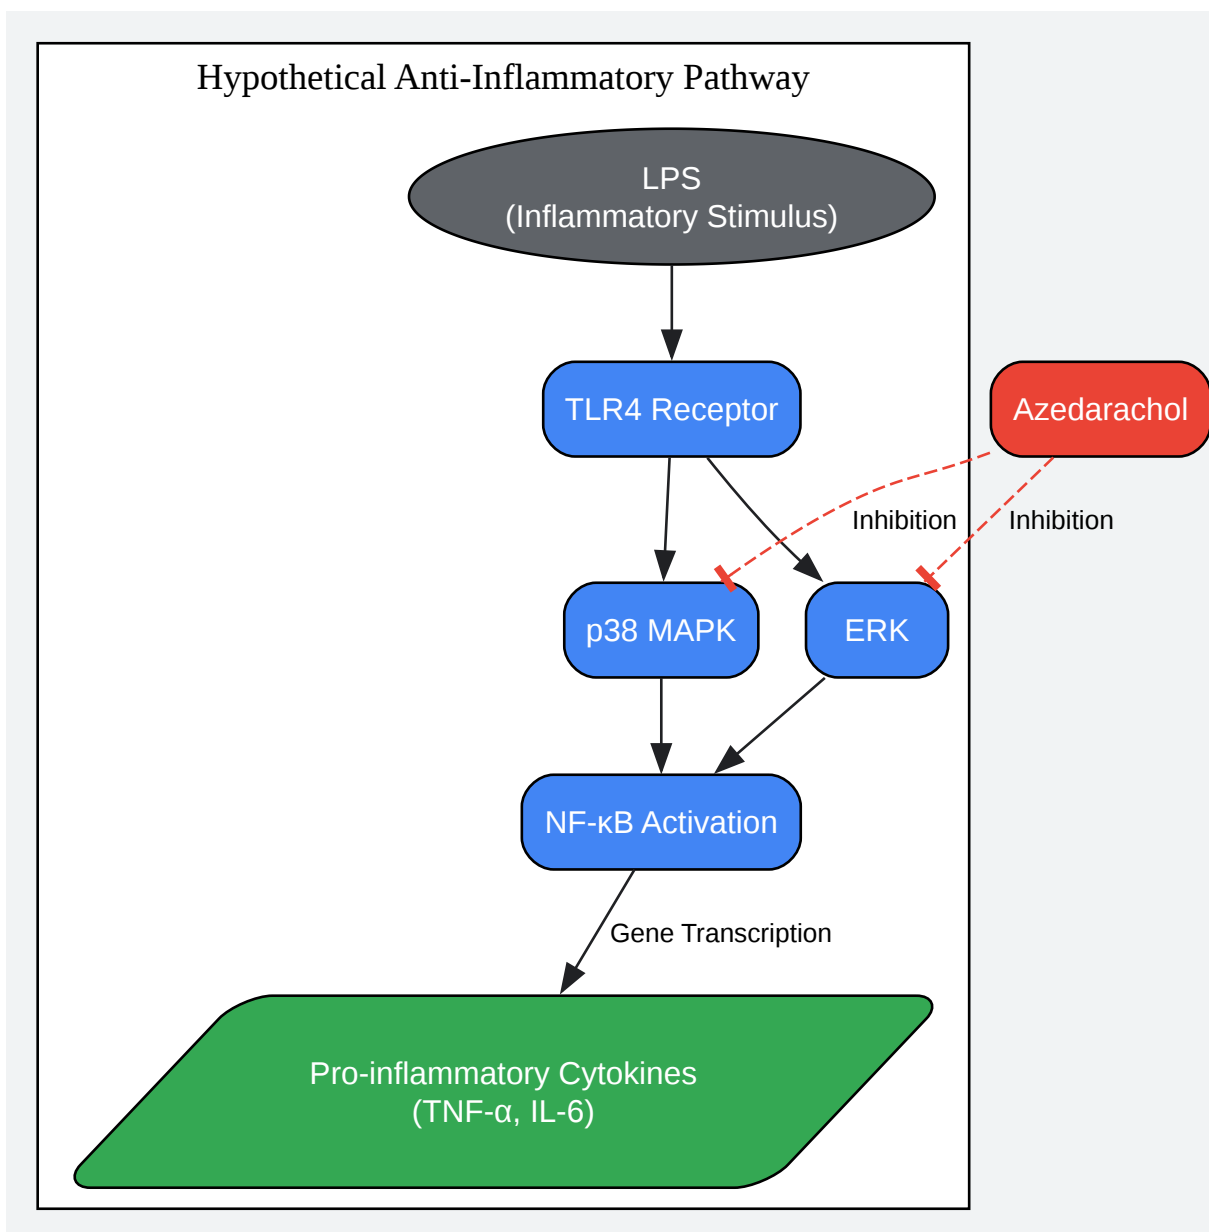 Hypothetical Anti-Inflammatory Pathway
LPS
(Inflammatory Stimulus)
TLR4 Receptor
Azedarachol
Inhibition
Inhibition
p38 MAPK
ERK
NF-κB Activation
Gene Transcription
Pro-inflammatory Cytokines
(TNF-α, IL-6)